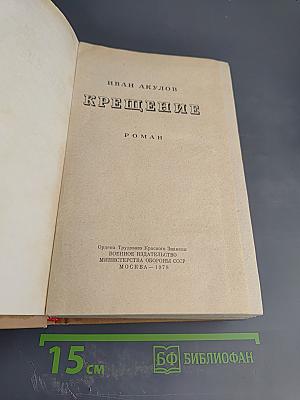 ИВАН АКУЛОВ
КРЕЩЕНИЕ
РОМАН
Ордена Трудового Красного Знамени
ВОЕННОЕ ИЗДАТЕЛЬСТВО
МИНИСТЕРСТВА ОБОРОНЫ СССР
МОСКВА — 1978
15 см
БФ БИБЛИОФАН